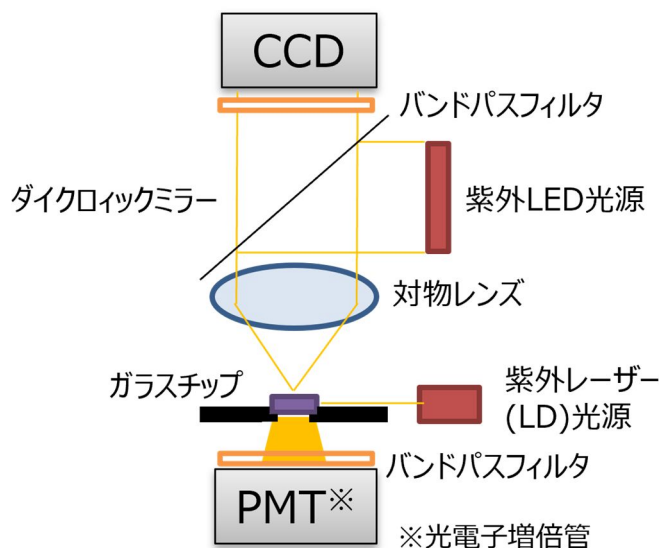 CCD
バンドパスフィルタ
ダイクロイックミラー
紫外LED光源
対物レンズ
ガラスチップ
紫外レーザー
(LD)光源
バンドパスフィルタ
PMT※
※光電子増倍管